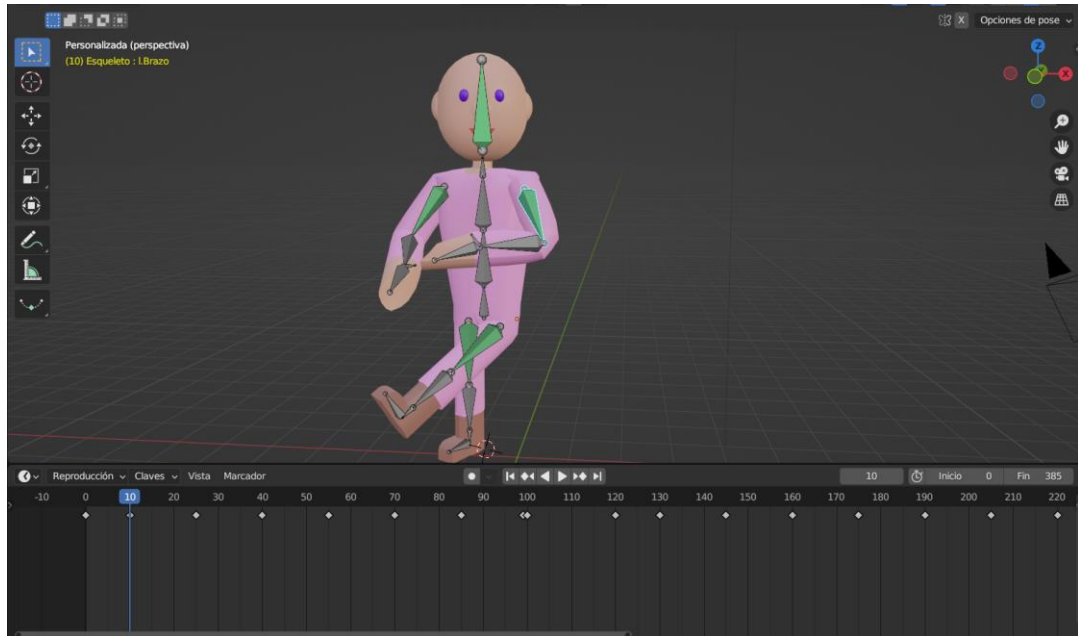 X Opciones de pose
Personalizada (perspectiva)
(10) Esqueleto : l.Brazo
Z
X
Reproducción Claves Vista Marcador 10 Inicio 0 Fin 385
-10 0 10 20 30 40 50 60 70 80 90 100 110 120 130 140 150 160 170 180 190 200 210 220